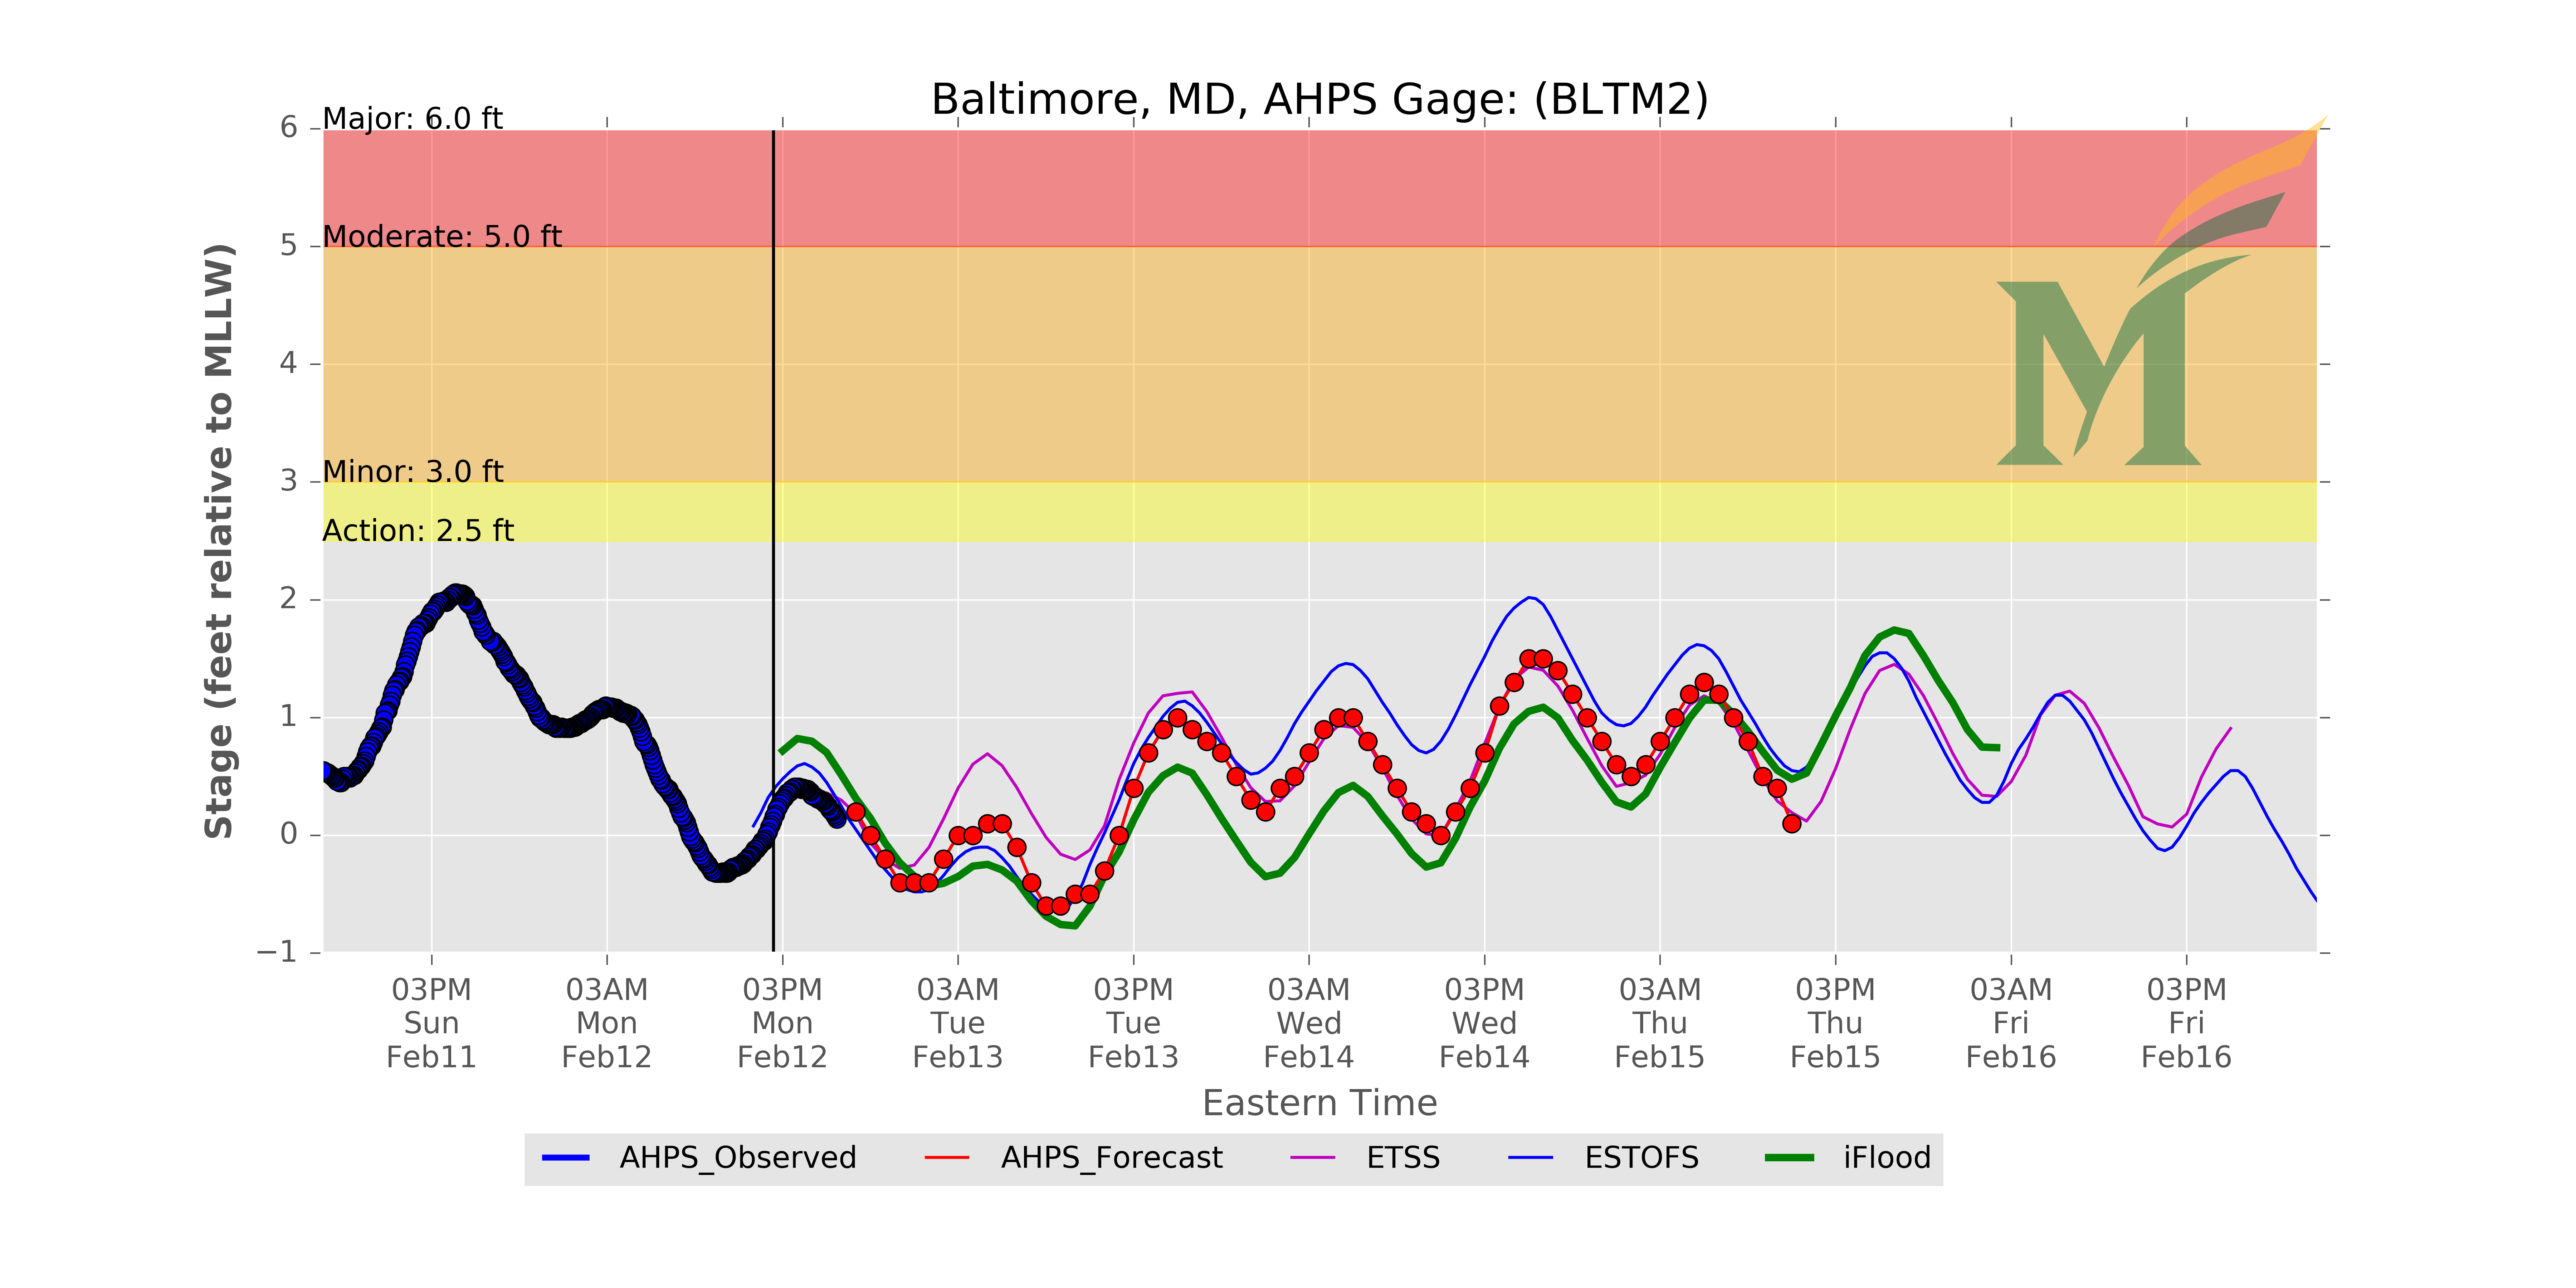 Baltimore, MD, AHPS Gage: (BLTM2)
Major: 6.0 ft
Moderate: 5.0 ft
Minor: 3.0 ft
Action: 2.5 ft
Stage (feet relative to MLLW)
6
5
4
3
2
1
0
−1
03PM 03AM 03PM 03AM 03PM 03AM 03PM 03AM 03PM 03AM 03PM
Sun Mon Mon Tue Tue Wed Wed Thu Thu Fri Fri
Feb11 Feb12 Feb12 Feb13 Feb13 Feb14 Feb14 Feb15 Feb15 Feb16 Feb16
Eastern Time
AHPS_Observed AHPS_Forecast ETSS ESTOFS iFlood
M